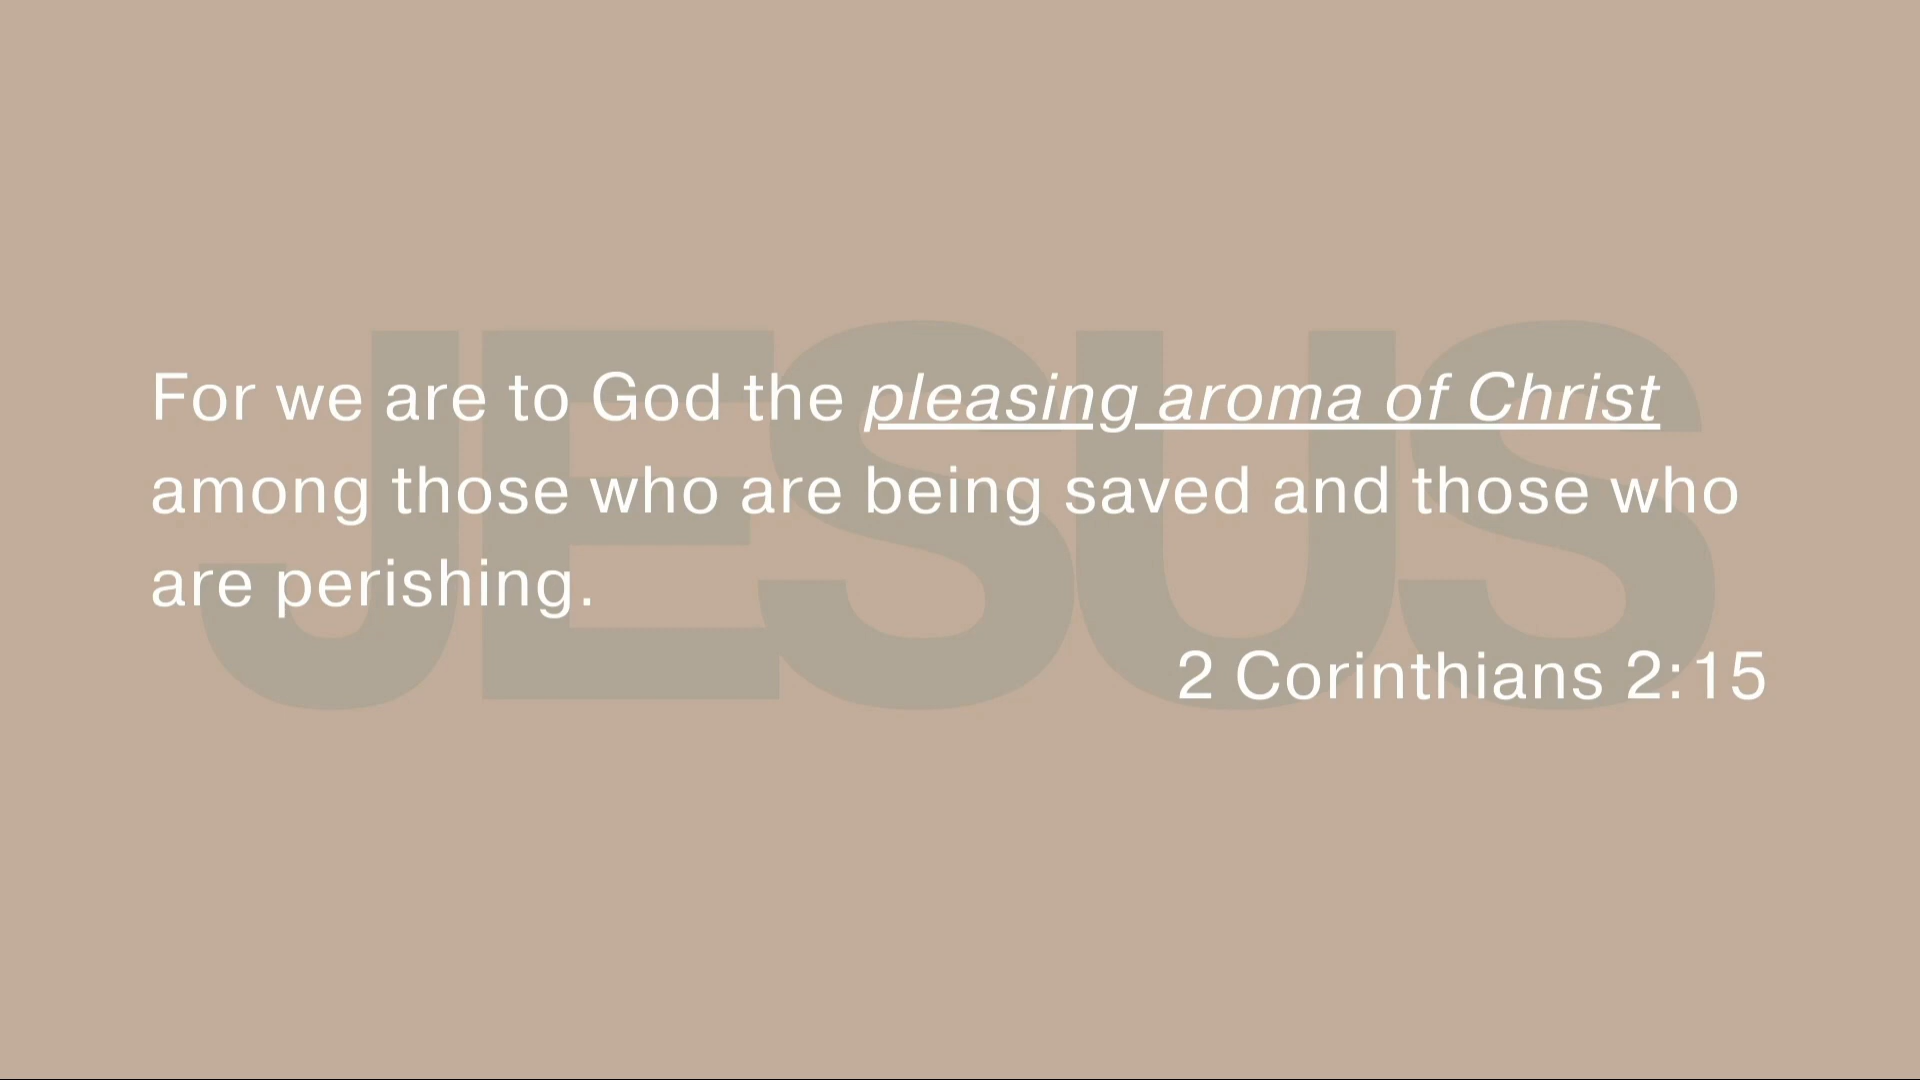 JESUS
For we are to God the pleasing aroma of Christ
among those who are being saved and those who
are perishing.
2 Corinthians 2:15